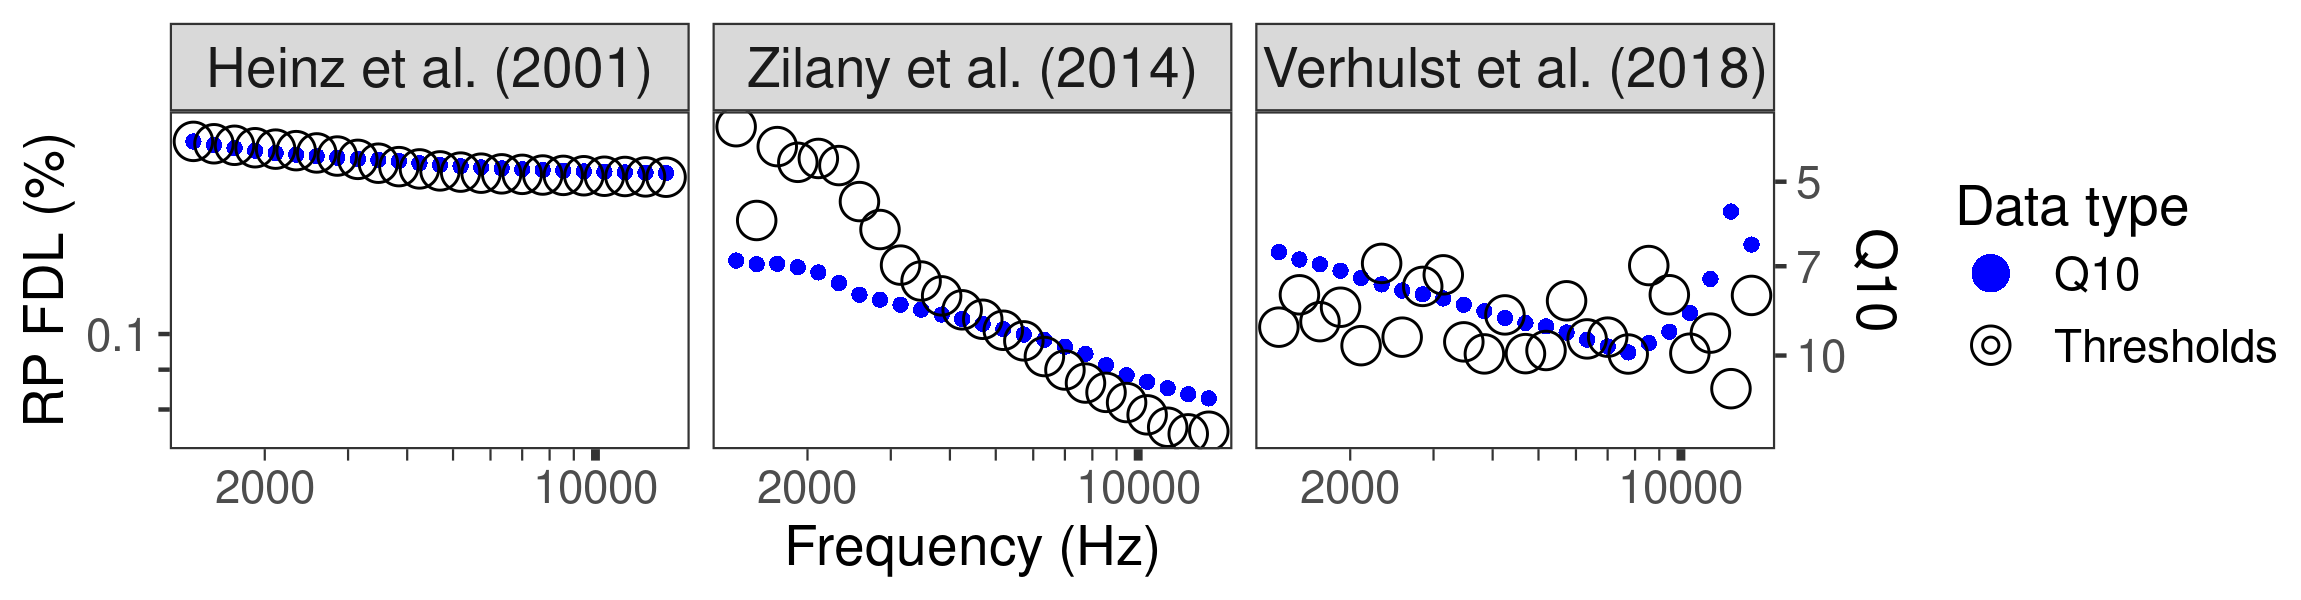 Heinz et al. (2001)
Zilany et al. (2014)
Verhulst et al. (2018)
RP FDL (%)
0.1
5
7
10
Q10
2000
10000
2000
10000
2000
10000
Frequency (Hz)
Data type
Q10
Thresholds